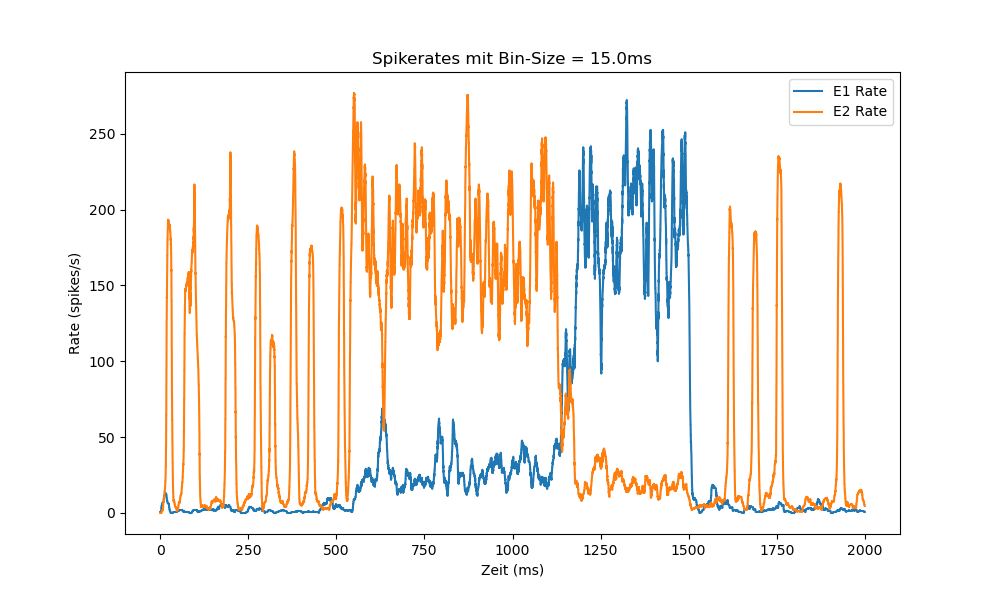 Spikerates mit Bin-Size = 15.0ms
E1 Rate
E2 Rate
Rate (spikes/s)
250
200
150
100
50
0
0 250 500 750 1000 1250 1500 1750 2000
Zeit (ms)